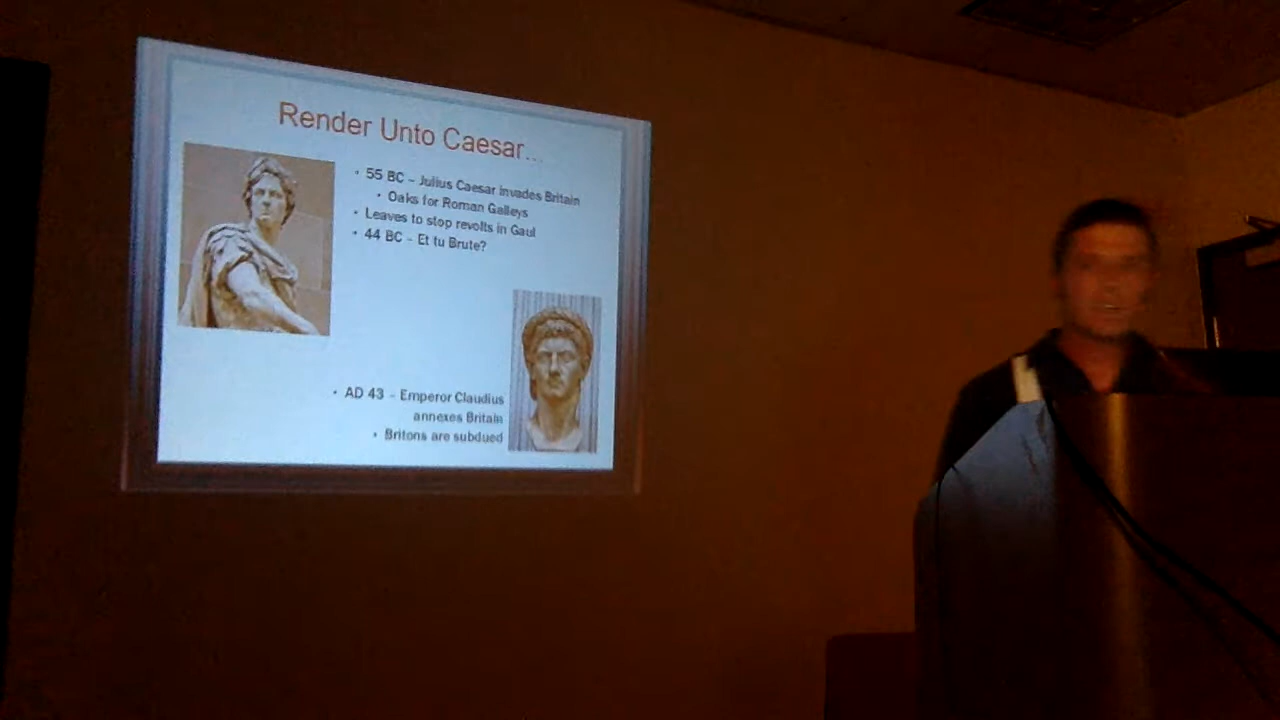 Render Unto Caesar...
• 55 BC – Julius Caesar invades Britain
• Oaks for Roman Galleys
• Leaves to stop revolts in Gaul
• 44 BC – Et tu Brute?
• AD 43 – Emperor Claudius
annexes Britain
• Britons are subdued